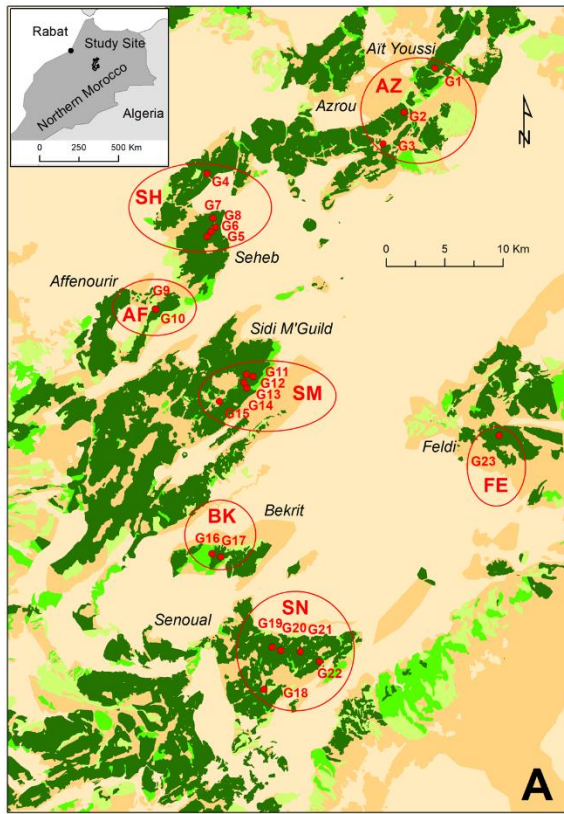 Rabat
Study Site
Northern Morocco
Algeria
0 250 500 Km
Aït Youssi
AZ
G1
Azrou
G2
G3
N
SH
G4
G7
G8
G6
G5
Seheb
0 5 10 Km
Affenourir
G9
AF
G10
Sidi M'Guild
G11
G12
G13
G14
G15
SM
Feldi
G23
FE
BK
Bekrit
G16
G17
Senoual
SN
G19
G20
G21
G22
G18
A